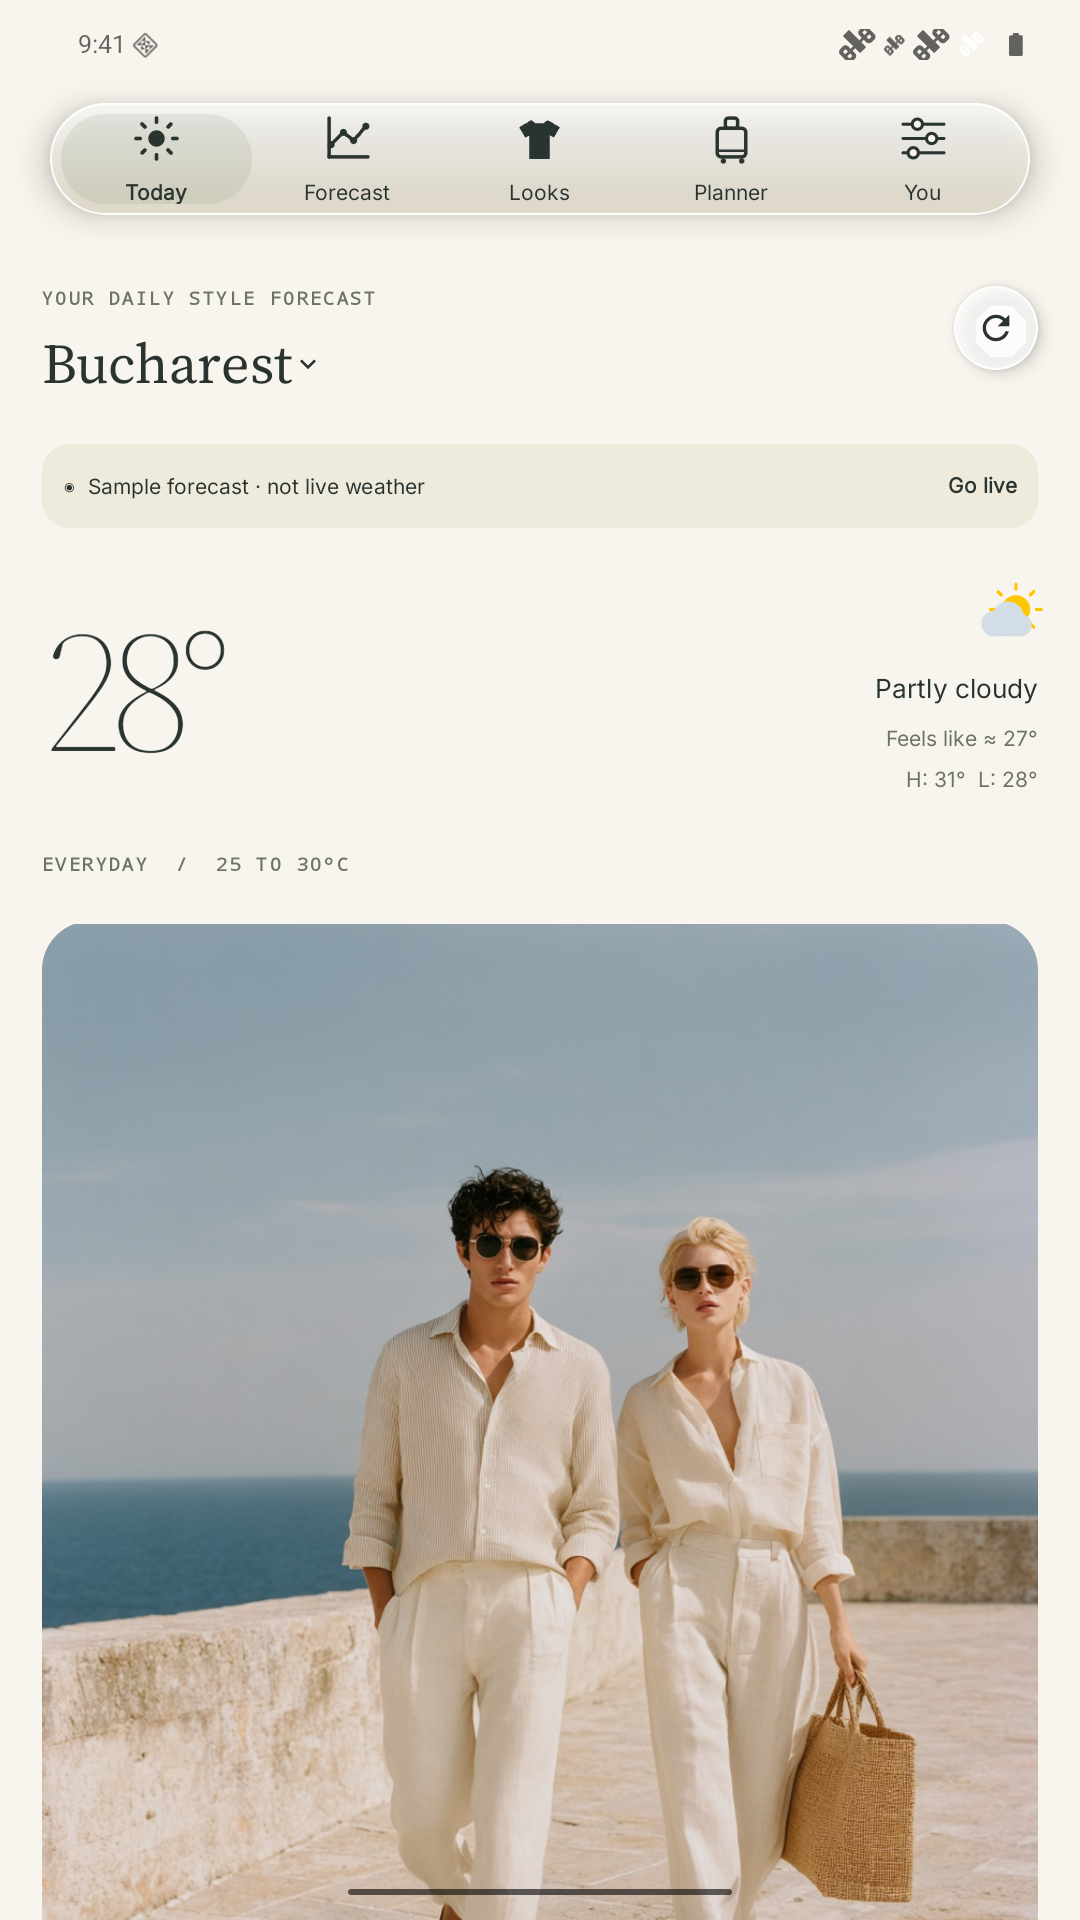 9:41
Today
Forecast
Looks
Planner
You
YOUR DAILY STYLE FORECAST
Bucharest
Sample forecast · not live weather
Go live
28°
Partly cloudy
Feels like ≈ 27°
H: 31° L: 28°
EVERYDAY / 25 TO 30°C